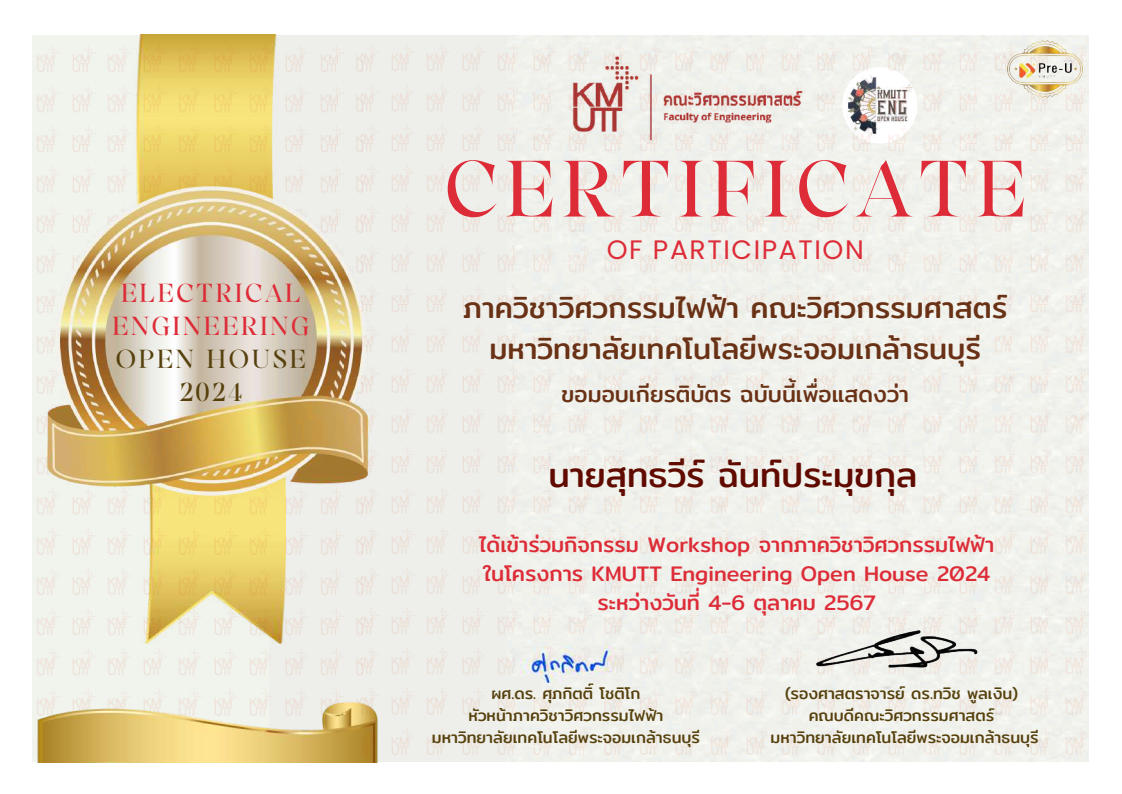 KMUTT
คณะวิศวกรรมศาสตร์
Faculty of Engineering
KMUTT
ENG
OPEN HOUSE
Pre-U
CERTIFICATE
OF PARTICIPATION
ELECTRICAL
ENGINEERING
OPEN HOUSE
2024
ภาควิชาวิศวกรรมไฟฟ้า คณะวิศวกรรมศาสตร์
มหาวิทยาลัยเทคโนโลยีพระจอมเกล้าธนบุรี
ขอมอบเกียรติบัตร ฉบับนี้เพื่อแสดงว่า
นายสุทธวีร์ ฉันท์ประมุขกุล
ได้เข้าร่วมกิจกรรม Workshop จากภาควิชาวิศวกรรมไฟฟ้า
ในโครงการ KMUTT Engineering Open House 2024
ระหว่างวันที่ 4-6 ตุลาคม 2567
ศุภกิตต์
ผศ.ดร. ศุภกิตติ์ โชติโก
หัวหน้าภาควิชาวิศวกรรมไฟฟ้า
มหาวิทยาลัยเทคโนโลยีพระจอมเกล้าธนบุรี
(รองศาสตราจารย์ ดร.ทวิช พูลเงิน)
คณบดีคณะวิศวกรรมศาสตร์
มหาวิทยาลัยเทคโนโลยีพระจอมเกล้าธนบุรี